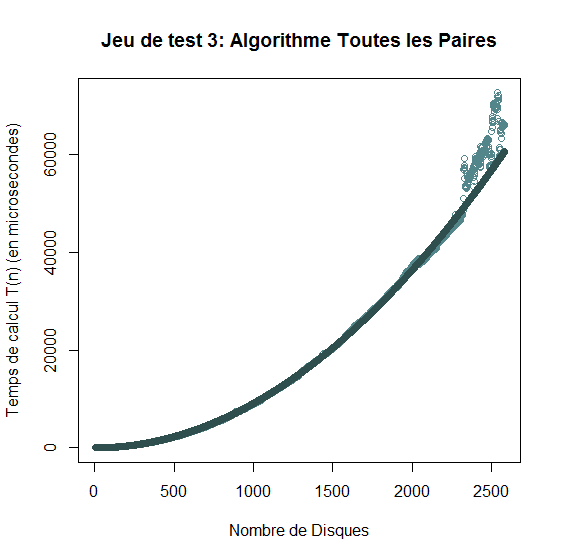 Jeu de test 3: Algorithme Toutes les Paires
Temps de calcul T(n) (en microsecondes)
60000
40000
20000
0
0 500 1000 1500 2000 2500
Nombre de Disques